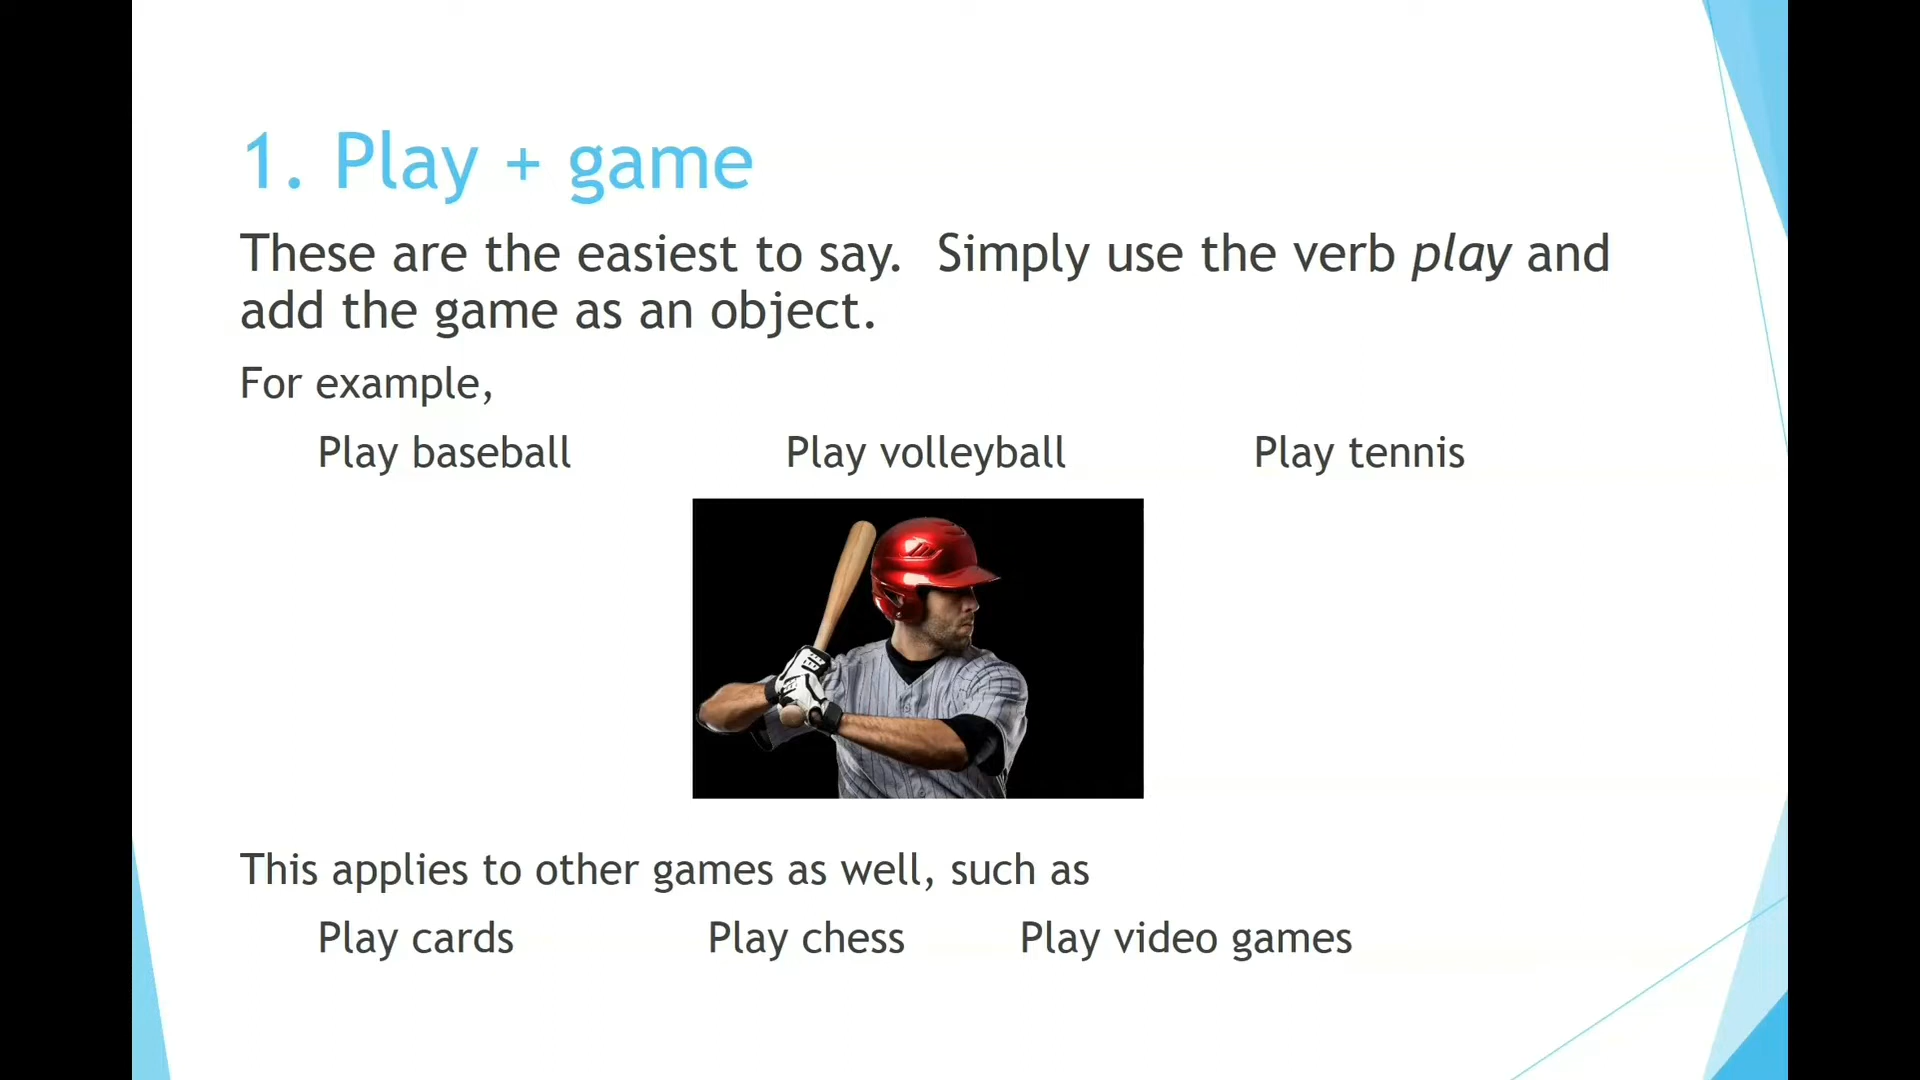 1. Play + game
These are the easiest to say.  Simply use the verb play and
add the game as an object.
For example,
Play baseball Play volleyball Play tennis
This applies to other games as well, such as
Play cards Play chess Play video games